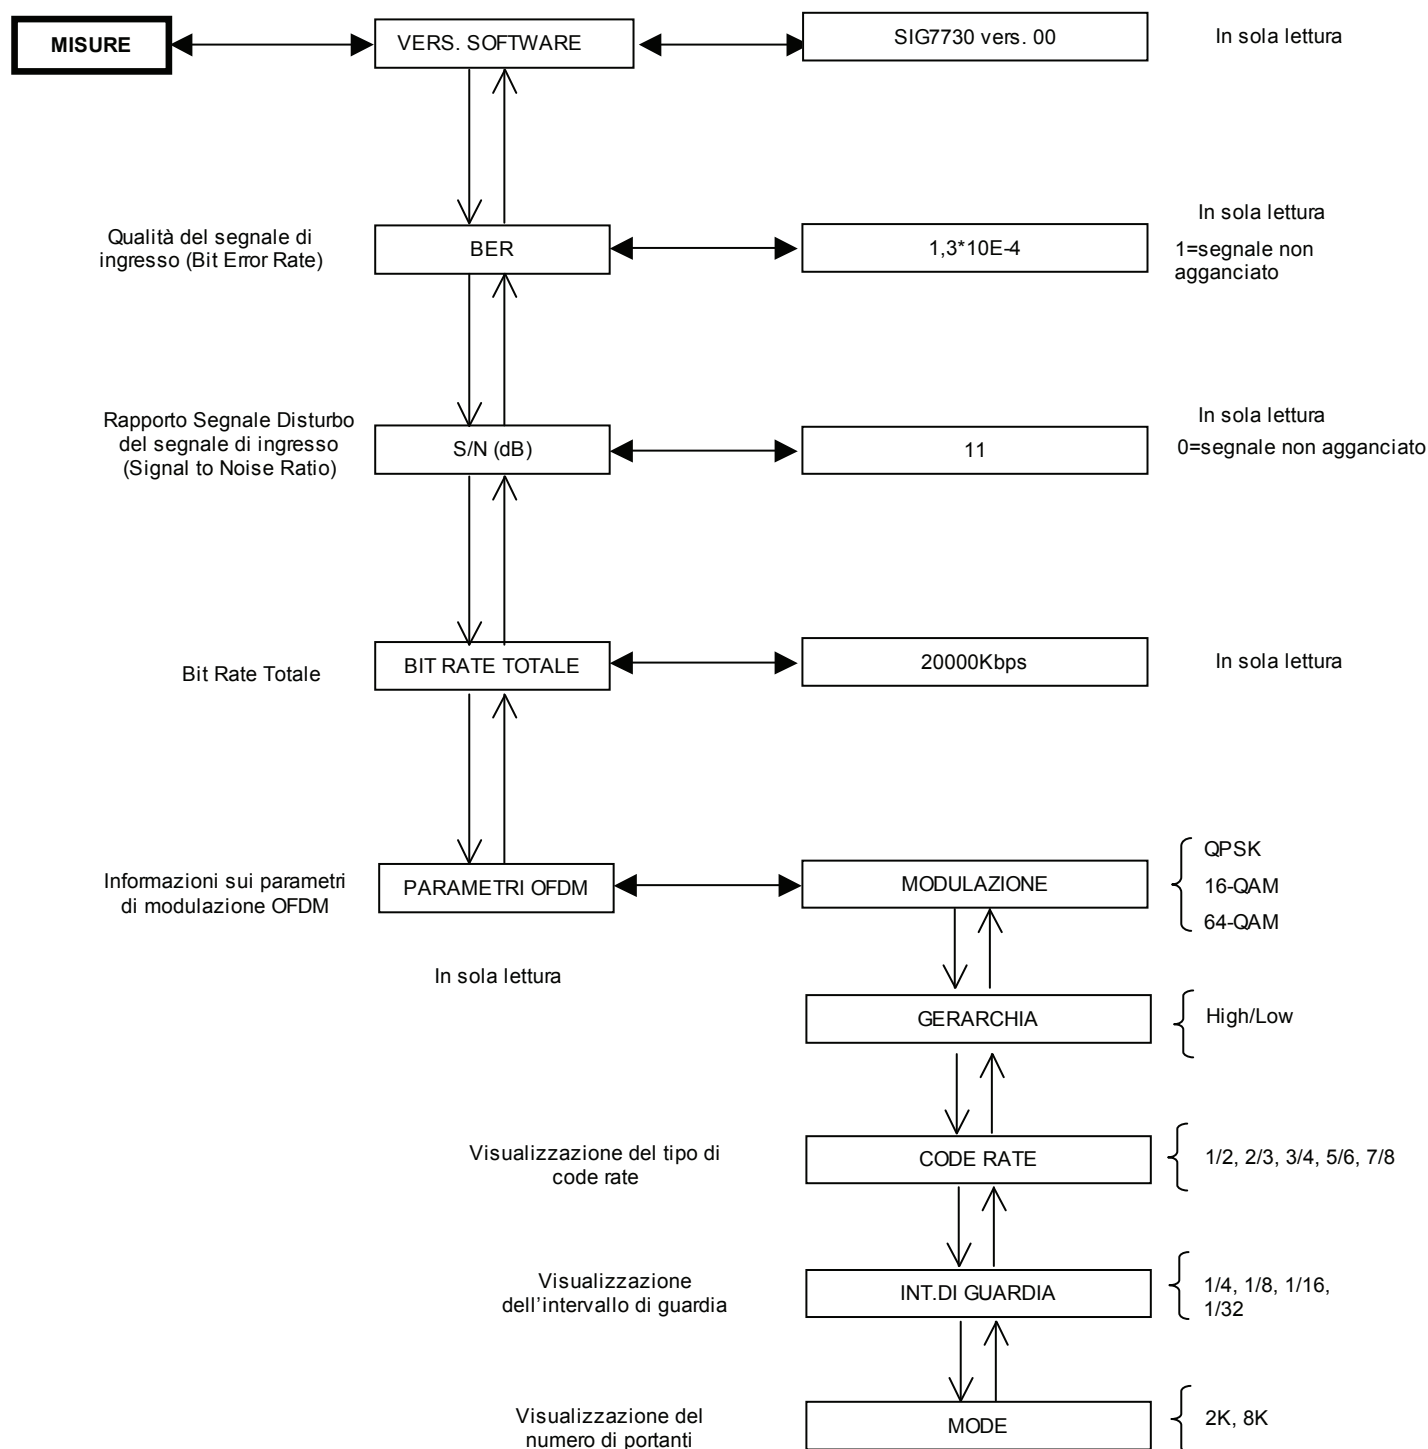 MISURE
VERS. SOFTWARE
SIG7730 vers. 00
In sola lettura
Qualità del segnale di
ingresso (Bit Error Rate)
BER
1,3*10E-4
In sola lettura
1=segnale non
agganciato
Rapporto Segnale Disturbo
del segnale di ingresso
(Signal to Noise Ratio)
S/N (dB)
11
In sola lettura
0=segnale non agganciato
Bit Rate Totale
BIT RATE TOTALE
20000Kbps
In sola lettura
Informazioni sui parametri
di modulazione OFDM
PARAMETRI OFDM
MODULAZIONE
QPSK
16-QAM
64-QAM
In sola lettura
GERARCHIA
High/Low
Visualizzazione del tipo di
code rate
CODE RATE
1/2, 2/3, 3/4, 5/6, 7/8
Visualizzazione
dell'intervallo di guardia
INT.DI GUARDIA
1/4, 1/8, 1/16,
1/32
Visualizzazione del
numero di portanti
MODE
2K, 8K